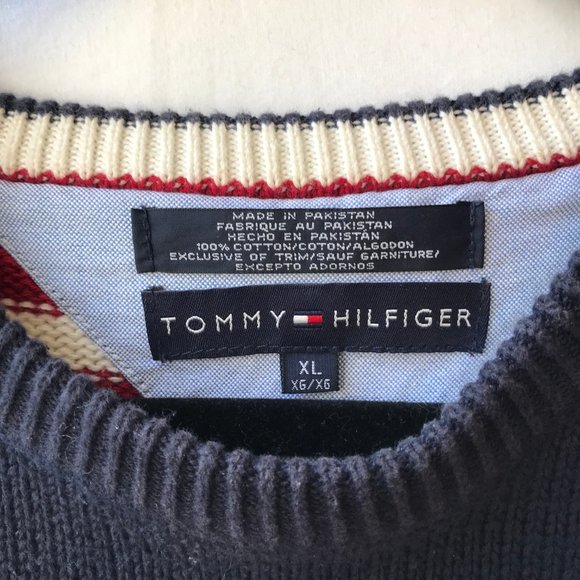 MADE IN PAKISTAN
FABRIQUE AU PAKISTAN
HECHO EN PAKISTÁN
100% COTTON/COTON/ALGODON
EXCLUSIVE OF TRIM/SAUF GARNITURE/
EXCEPTO ADORNOS
TOMMY HILFIGER
XL
XG/XG